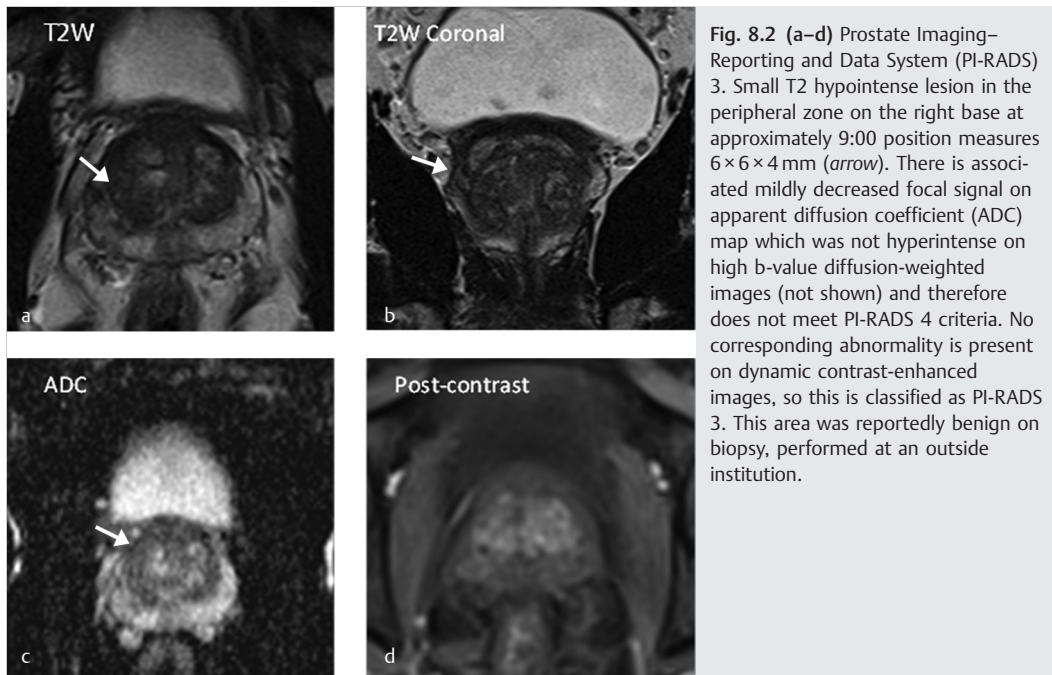 T2W
a
T2W Coronal
b
ADC
c
Post-contrast
d
Fig. 8.2 (a–d) Prostate Imaging–
Reporting and Data System (PI-RADS)
3. Small T2 hypointense lesion in the
peripheral zone on the right base at
approximately 9:00 position measures
6 × 6 × 4 mm (arrow). There is associ-
ated mildly decreased focal signal on
apparent diffusion coefficient (ADC)
map which was not hyperintense on
high b-value diffusion-weighted
images (not shown) and therefore
does not meet PI-RADS 4 criteria. No
corresponding abnormality is present
on dynamic contrast-enhanced
images, so this is classified as PI-RADS
3. This area was reportedly benign on
biopsy, performed at an outside
institution.